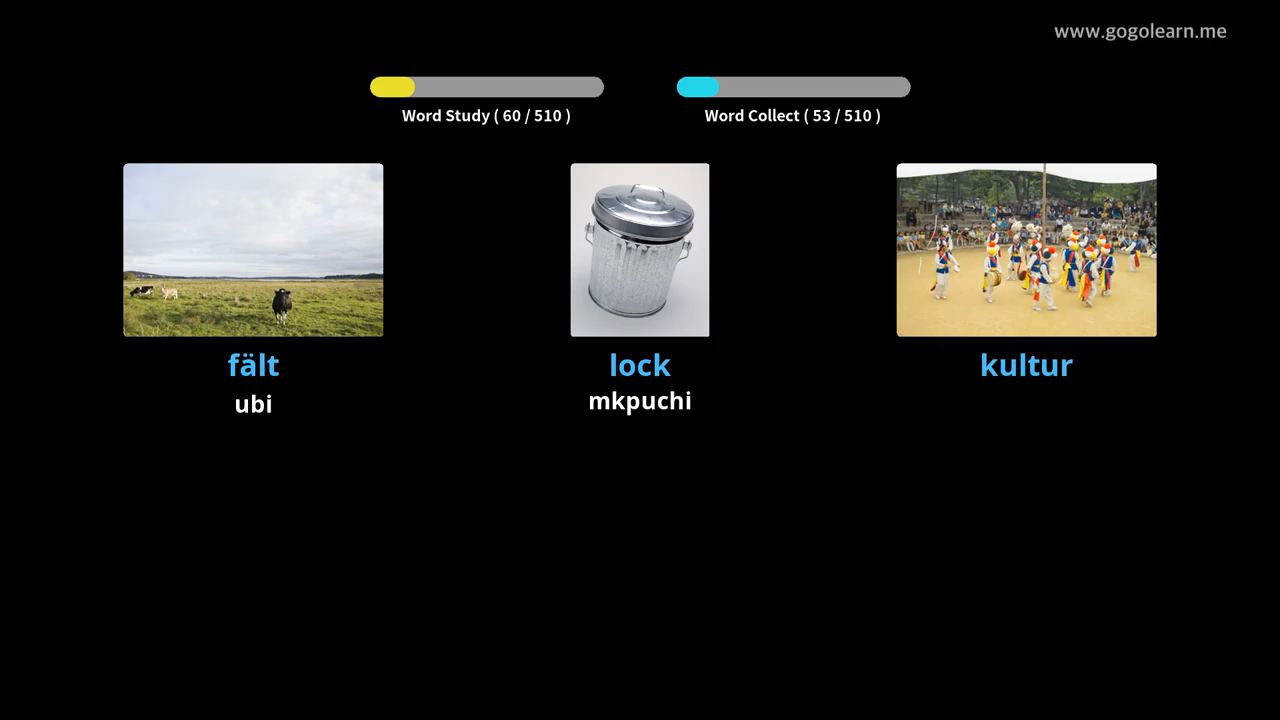 www.gogolearn.me
Word Study ( 60 / 510 )
Word Collect ( 53 / 510 )
fält
lock
kultur
ubi
mkpuchi